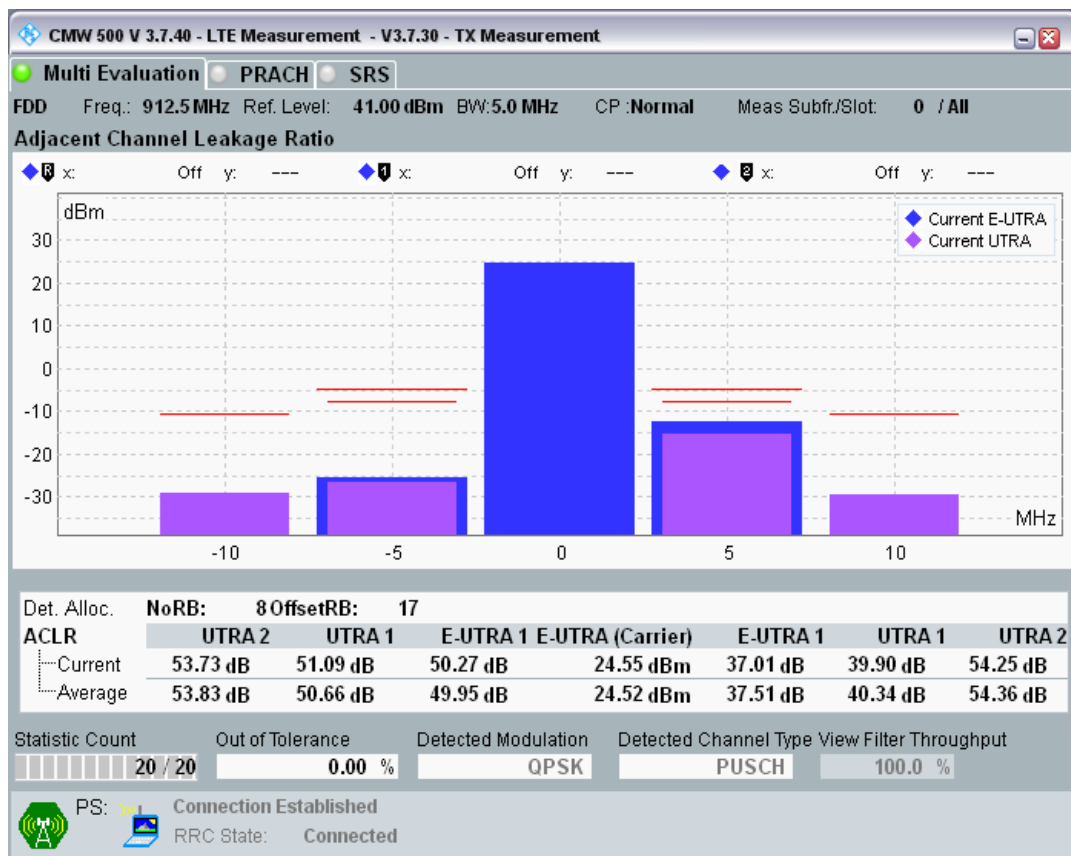 CMW 500 V 3.7.40 - LTE Measurement - V3.7.30 - TX Measurement
Multi Evaluation PRACH SRS
FDD Freq.: 912.5 MHz Ref. Level: 41.00 dBm BW:5.0 MHz CP :Normal Meas Subfr./Slot: 0 / All
Adjacent Channel Leakage Ratio
R x: Off y: --- 1 x: Off y: --- 2 x: Off y: ---
dBm
Current E-UTRA
Current UTRA
30
20
10
0
-10
-20
-30
MHz
-10 -5 0 5 10
Det. Alloc. NoRB: 8 OffsetRB: 17
ACLR UTRA 2 UTRA 1 E-UTRA 1 E-UTRA (Carrier) E-UTRA 1 UTRA 1 UTRA 2
Current 53.73 dB 51.09 dB 50.27 dB 24.55 dBm 37.01 dB 39.90 dB 54.25 dB
Average 53.83 dB 50.66 dB 49.95 dB 24.52 dBm 37.51 dB 40.34 dB 54.36 dB
Statistic Count Out of Tolerance Detected Modulation Detected Channel Type View Filter Throughput
20 / 20 0.00 % QPSK PUSCH 100.0 %
PS: Connection Established
RRC State: Connected